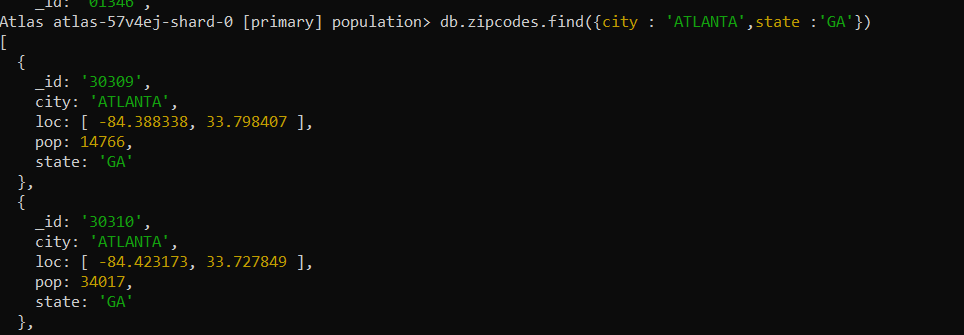 _id: '01346',
Atlas atlas-57v4ej-shard-0 [primary] population> db.zipcodes.find({city : 'ATLANTA',state :'GA'})
[
  {
    _id: '30309',
    city: 'ATLANTA',
    loc: [ -84.388338, 33.798407 ],
    pop: 14766,
    state: 'GA'
  },
  {
    _id: '30310',
    city: 'ATLANTA',
    loc: [ -84.423173, 33.727849 ],
    pop: 34017,
    state: 'GA'
  },